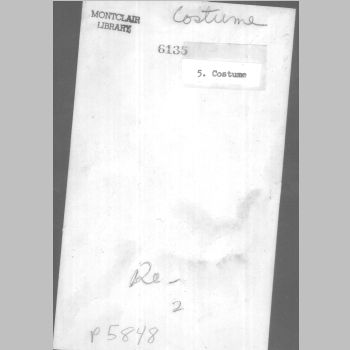 MONTCLAIR
LIBRARY
Costume
6135
5. Costume
Re-
2
P5848